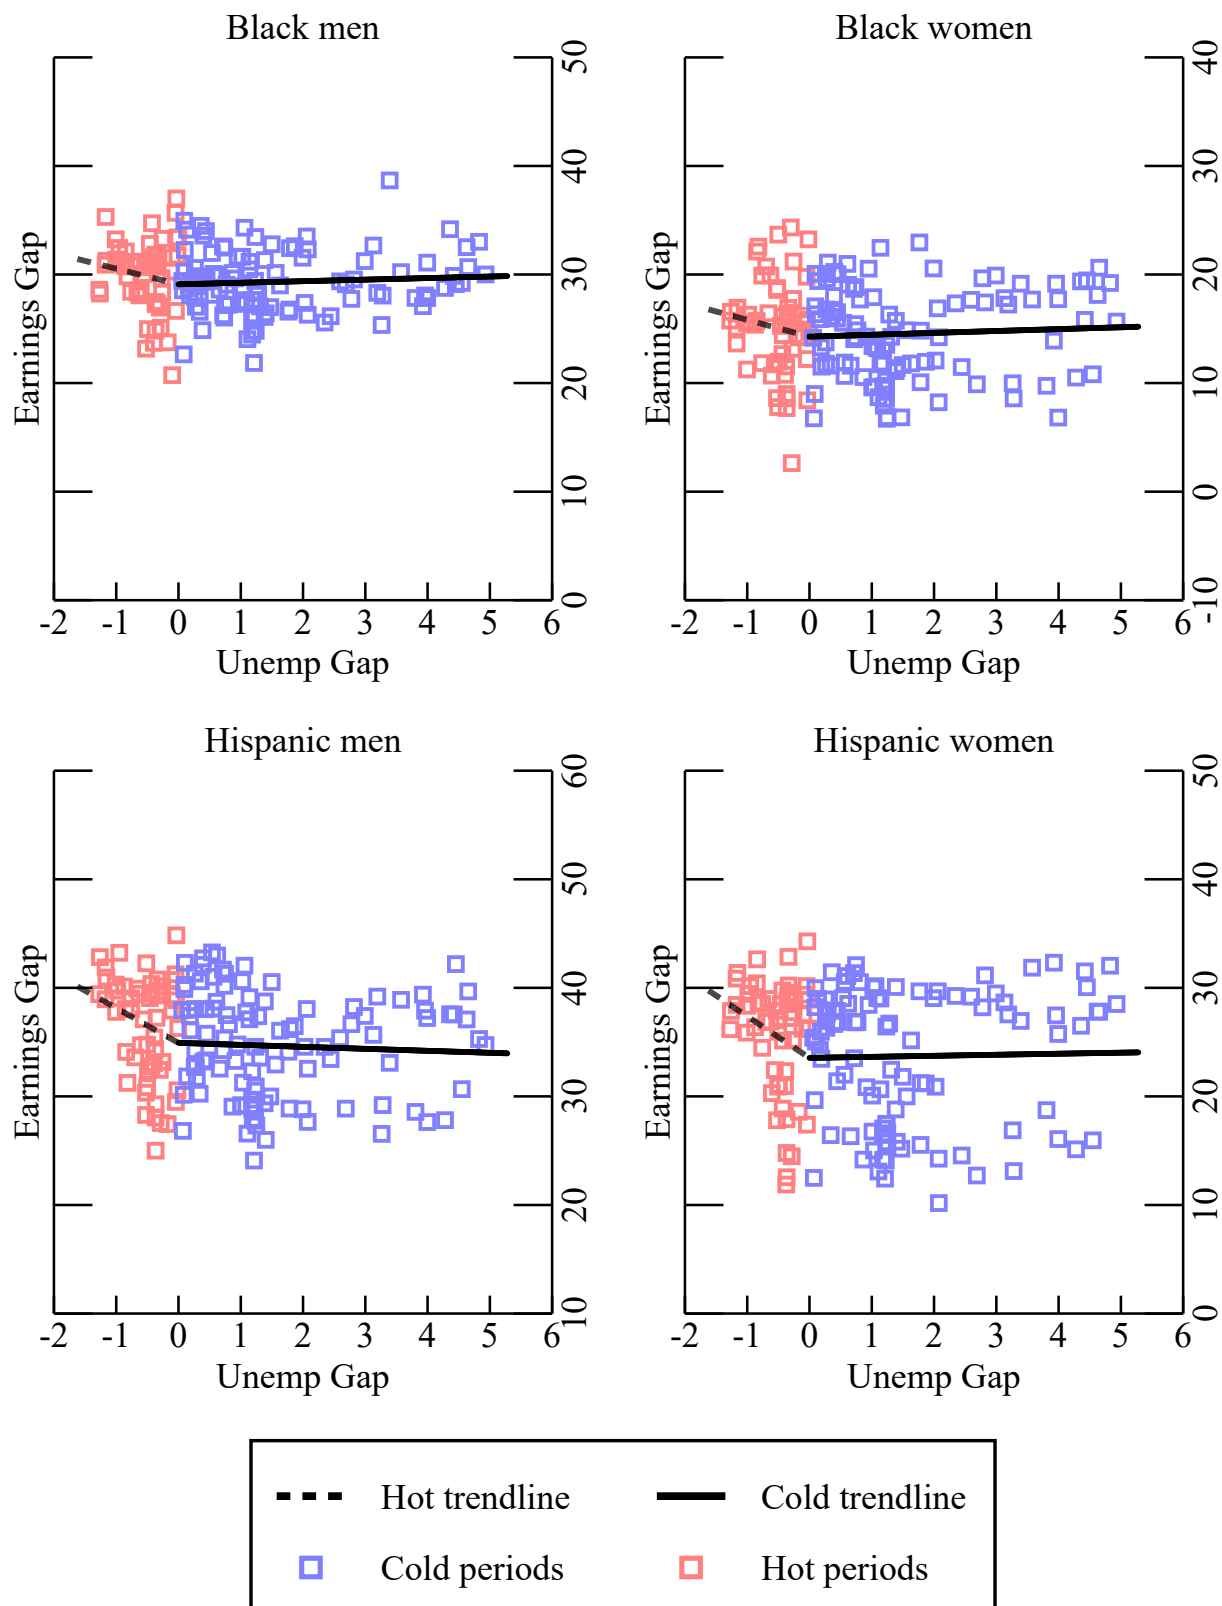 Black men
Earnings Gap
50
40
30
20
10
0
-2 -1 0 1 2 3 4 5 6
Unemp Gap
Black women
Earnings Gap
40
30
20
10
0
-10
-2 -1 0 1 2 3 4 5 6
Unemp Gap
Hispanic men
Earnings Gap
60
50
40
30
20
10
-2 -1 0 1 2 3 4 5 6
Unemp Gap
Hispanic women
Earnings Gap
50
40
30
20
10
0
-2 -1 0 1 2 3 4 5 6
Unemp Gap
Hot trendline Cold trendline
Cold periods Hot periods